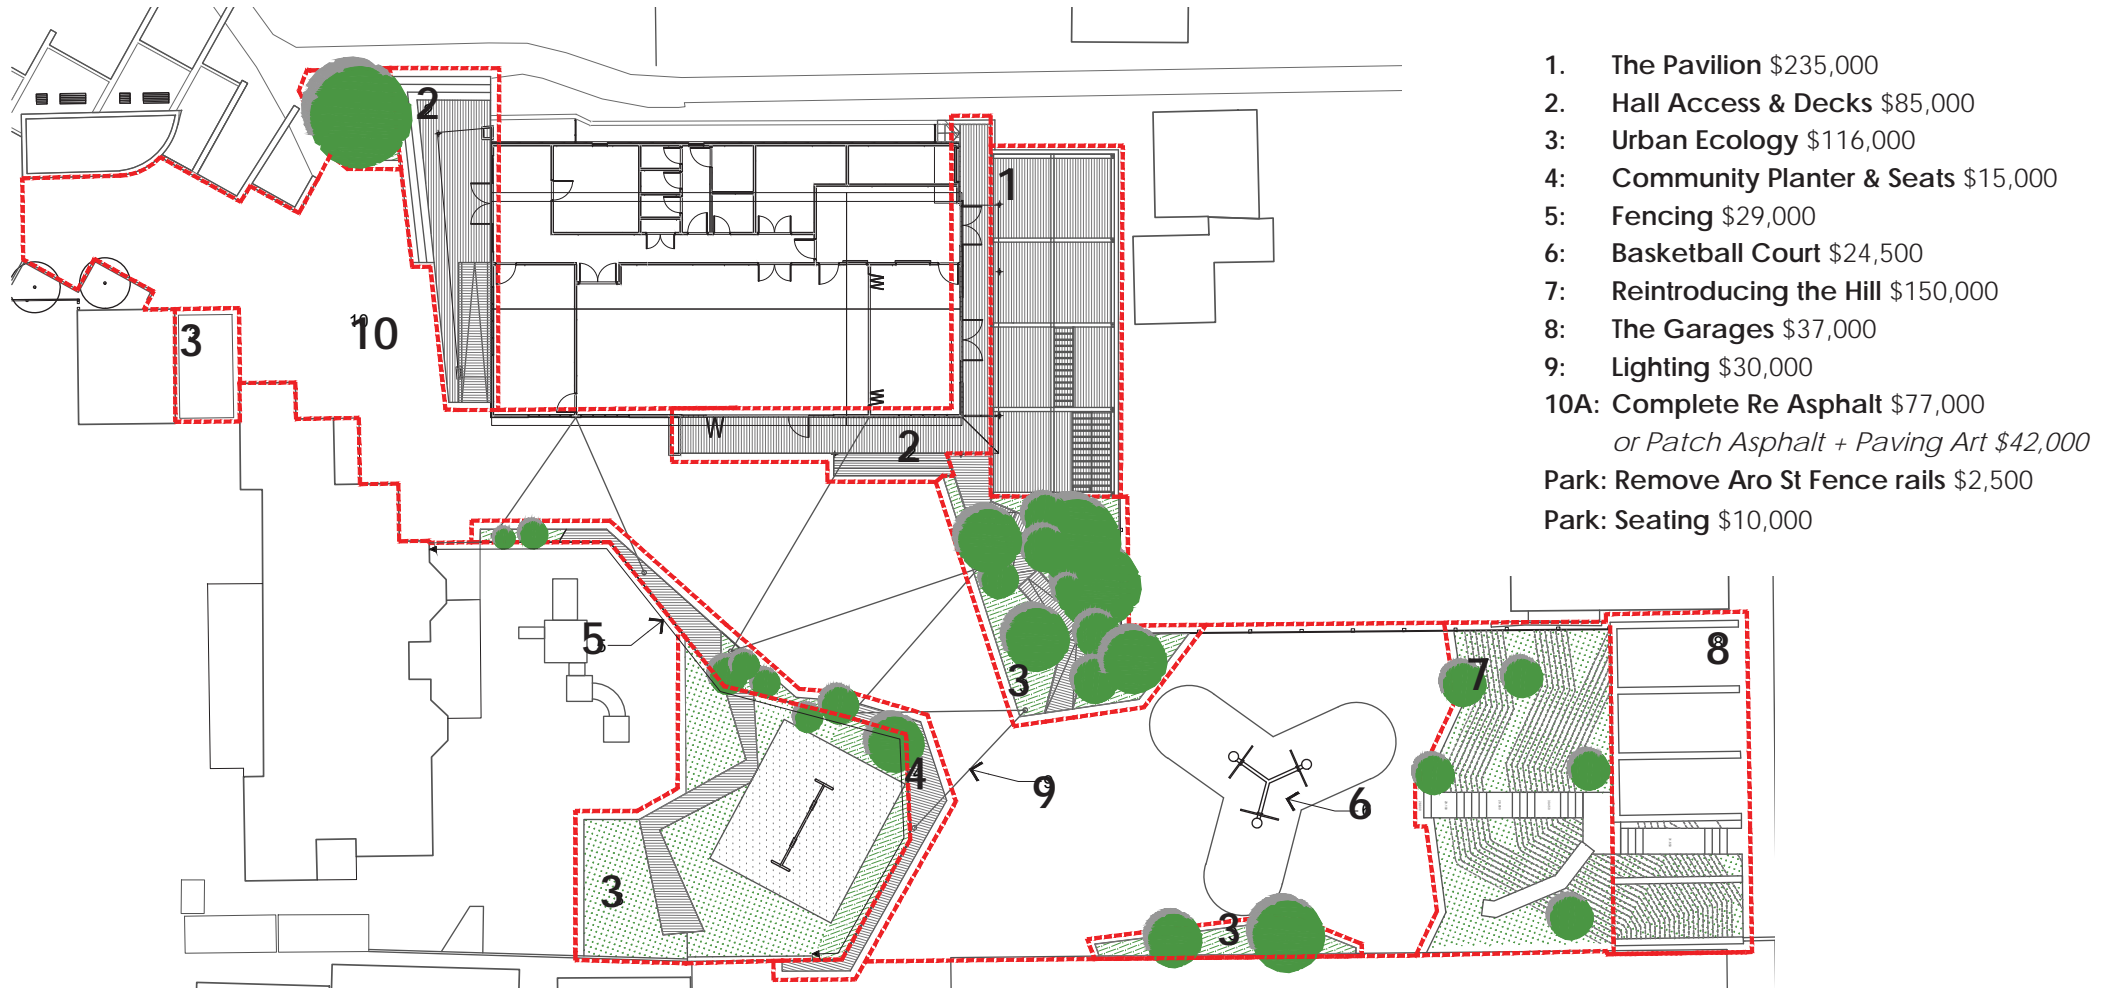 1. The Pavilion $235,000
2: Hall Access & Decks $85,000
3: Urban Ecology $116,000
4: Community Planter & Seats $15,000
5: Fencing $29,000
6: Basketball Court $24,500
7: Reintroducing the Hill $150,000
8: The Garages $37,000
9: Lighting $30,000
10A: Complete Re Asphalt $77,000
or Patch Asphalt + Paving Art $42,000
Park: Remove Aro St Fence rails $2,500
Park: Seating $10,000
2
1
3
10
2
5
3
7
8
4
9
6
3
3